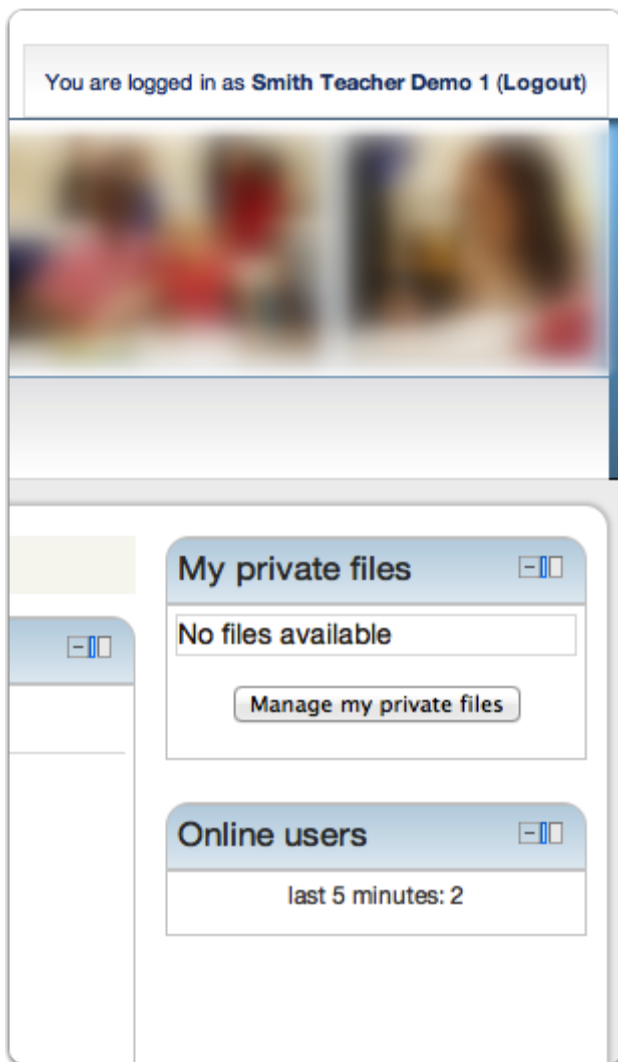 You are logged in as Smith Teacher Demo 1 (Logout)
My private files
No files available
Manage my private files
Online users
last 5 minutes: 2